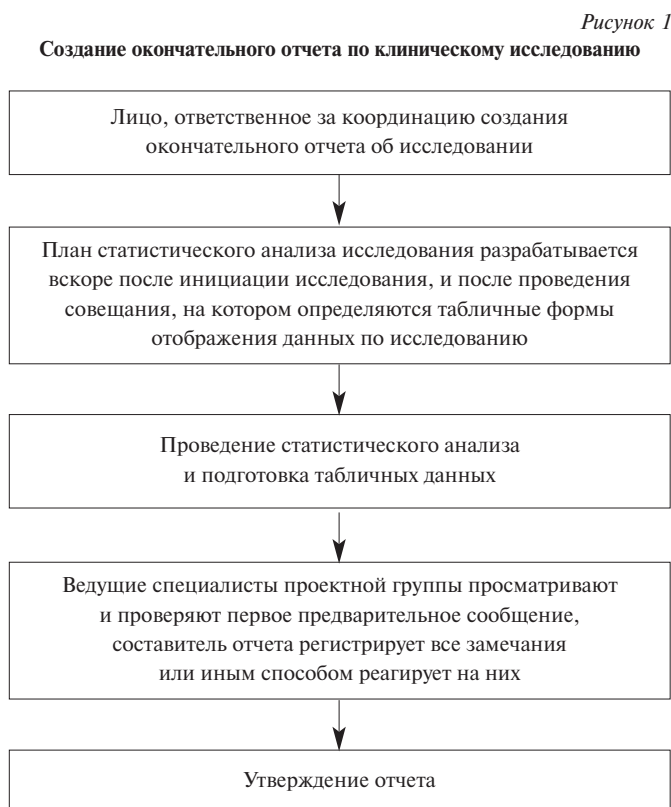 Рисунок 1
Создание окончательного отчета по клиническому исследованию
Лицо, ответственное за координацию создания
окончательного отчета об исследовании
План статистического анализа исследования разрабатывается
вскоре после инициации исследования, и после проведения
совещания, на котором определяются табличные формы
отображения данных по исследованию
Проведение статистического анализа
и подготовка табличных данных
Ведущие специалисты проектной группы просматривают
и проверяют первое предварительное сообщение,
составитель отчета регистрирует все замечания
или иным способом реагирует на них
Утверждение отчета